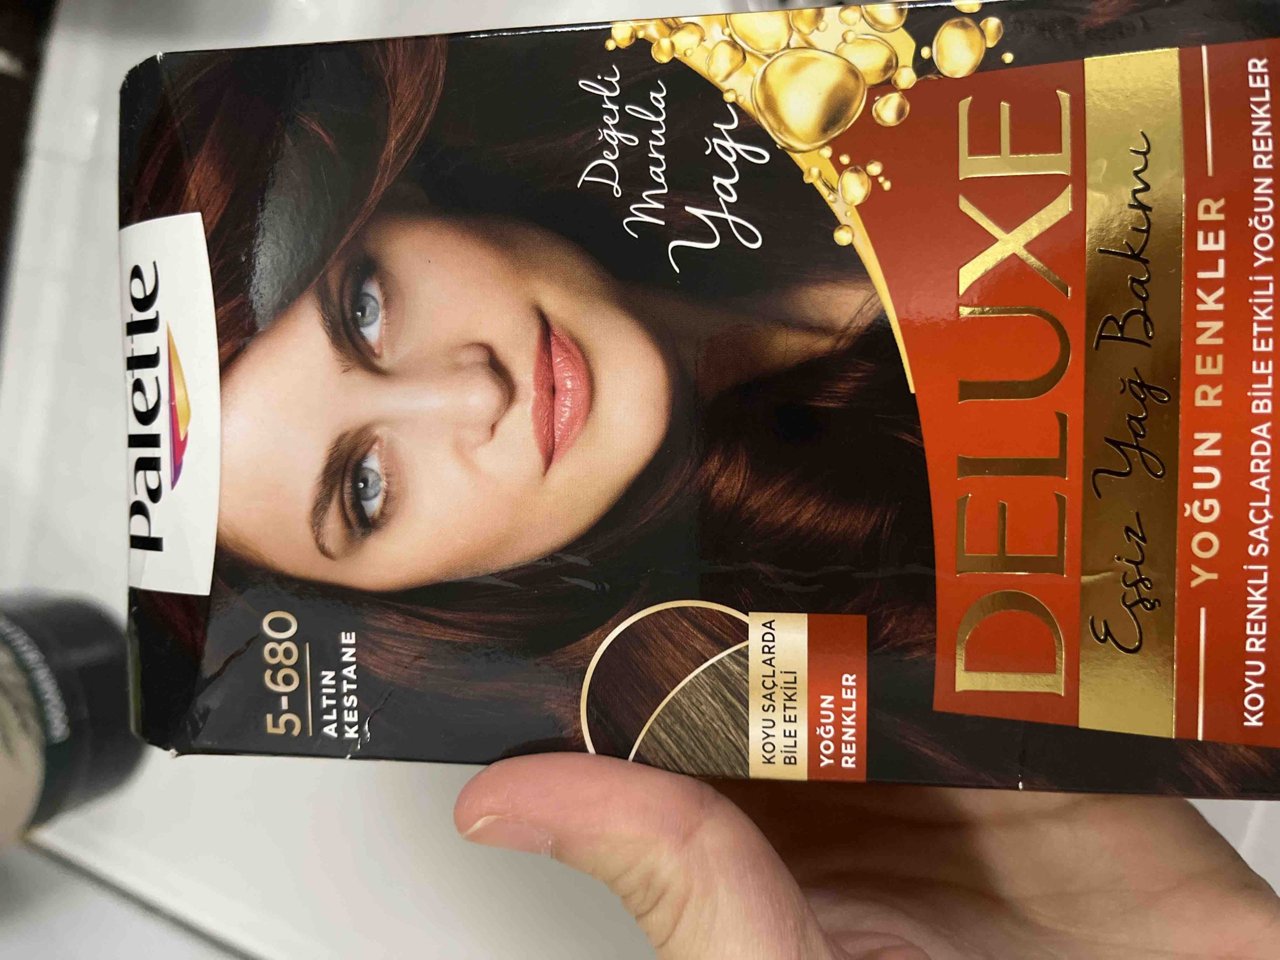 Palette
5-680
ALTIN
KESTANE
Değerli
Marula
Yağı
KOYU SAÇLARDA
BİLE ETKİLİ
YOĞUN
RENKLER
DELUXE
Eşsiz Yağ Bakımı
YOĞUN RENKLER
KOYU RENKLİ SAÇLARDA BİLE ETKİLİ YOĞUN RENKLER